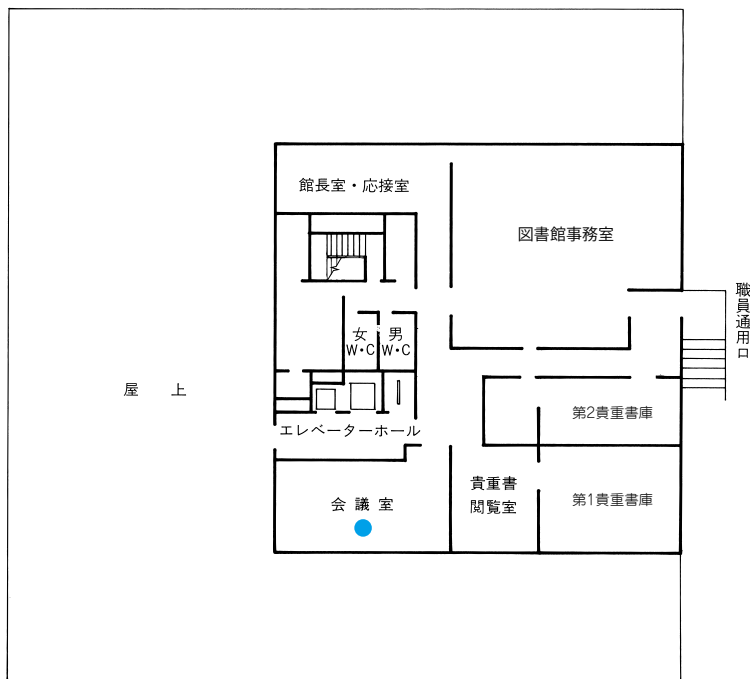 館長室・応接室
図書館事務室
職員通用口
女
W・C
男
W・C
屋 上
エレベーターホール
第2貴重書庫
貴重書
閲覧室
第1貴重書庫
会 議 室